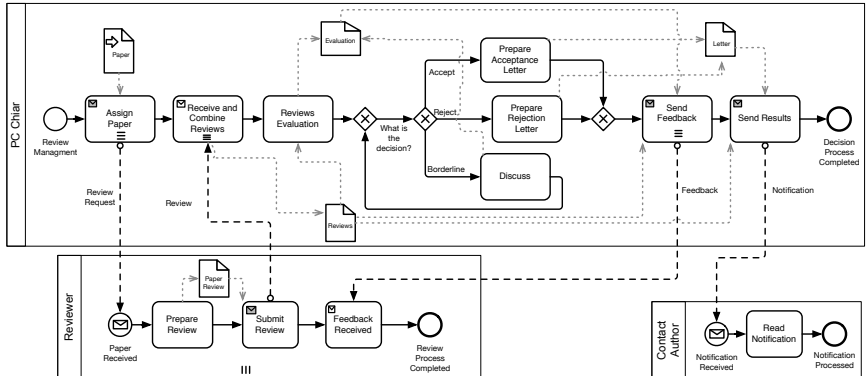 PC Chiar
Paper
Evaluation
Letter
Prepare
Acceptance
Letter
Accept
Assign
Paper
Receive and
Combine
Reviews
Reviews
Evaluation
What is
the
decision?
Reject
Prepare
Rejection
Letter
Send
Feedback
Send Results
Review
Managment
Decision
Process
Completed
Borderline
Discuss
Review
Request
Review
Reviews
Feedback
Notification
Reviewer
Paper
Review
Prepare
Review
Submit
Review
Feedback
Received
Paper
Received
Review
Process
Completed
Contact
Author
Read
Notification
Notification
Received
Notification
Processed